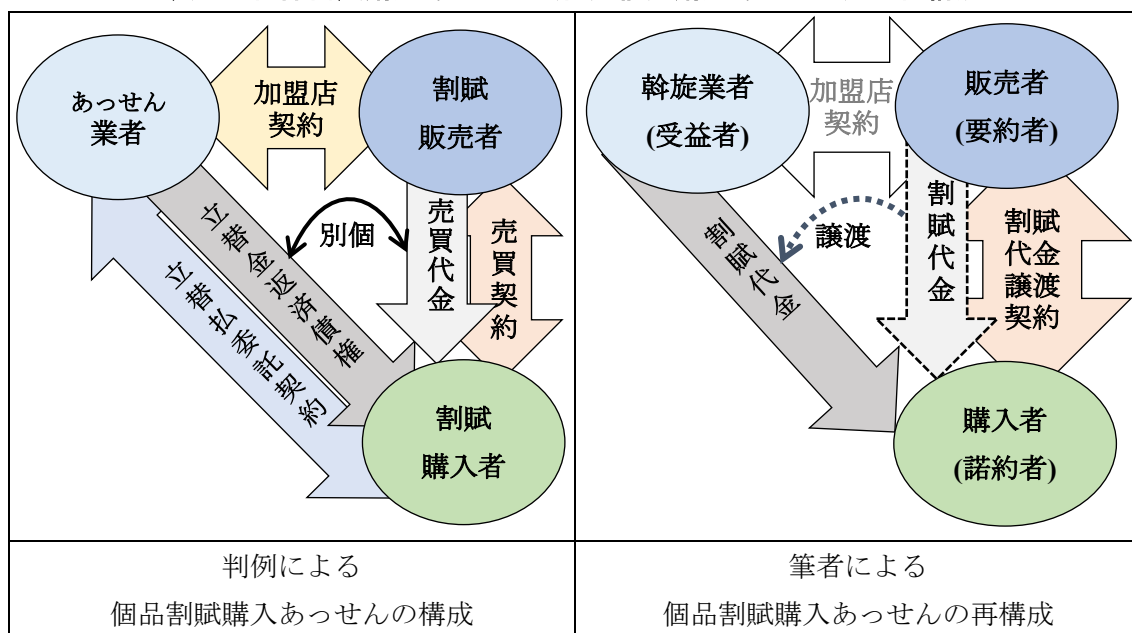 あっせん
業者
加盟店
契約
割賦
販売者
別個
売買代金
売買契約
立替金返済債権
立替払委託契約
割賦
購入者
斡旋業者
(受益者)
加盟店
契約
販売者
(要約者)
譲渡
割賦代金
割賦代金
割賦
代金
譲渡
契約
購入者
(諾約者)
判例による
個品割賦購入あっせんの構成
筆者による
個品割賦購入あっせんの再構成